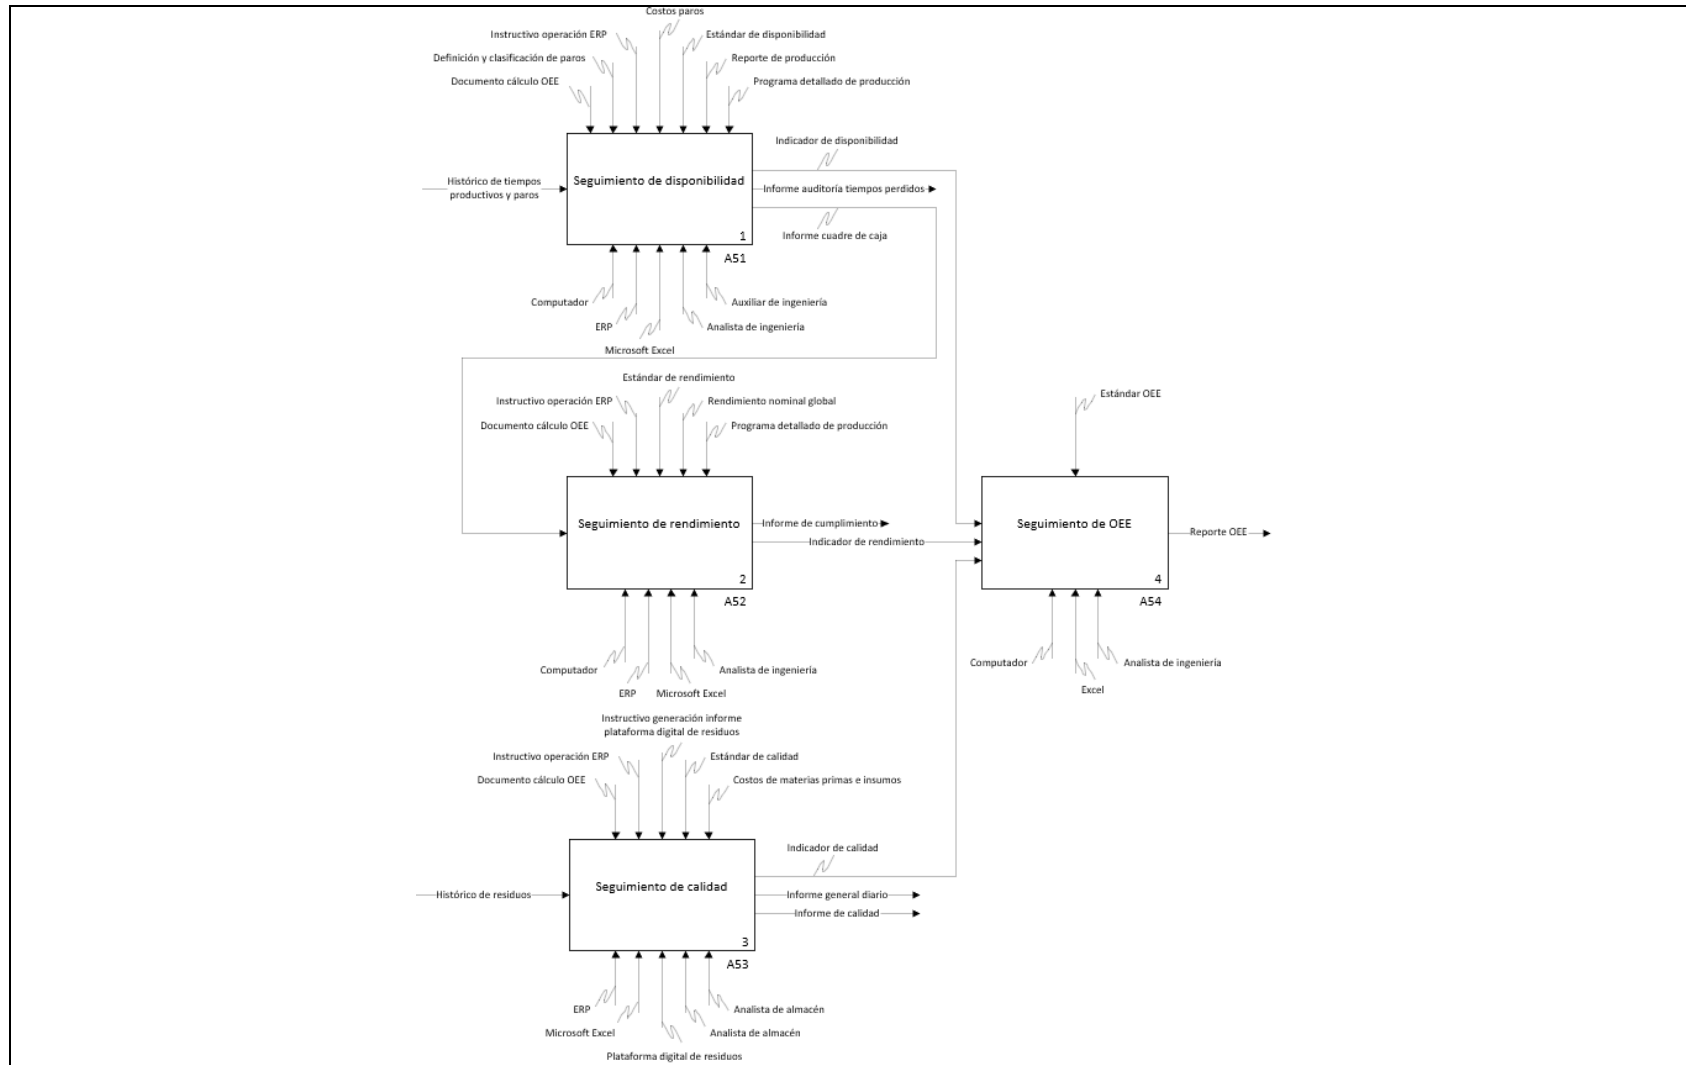 Costos paros
Instructivo operación ERP
Estándar de disponibilidad
Definición y clasificación de paros
Reporte de producción
Documento cálculo OEE
Programa detallado de producción
Indicador de disponibilidad
Histórico de tiempos
productivos y paros
Seguimiento de disponibilidad
Informe auditoría tiempos perdidos
Informe cuadre de caja
1
A51
Computador
Auxiliar de ingeniería
ERP
Analista de ingeniería
Microsoft Excel
Estándar de rendimiento
Instructivo operación ERP
Rendimiento nominal global
Documento cálculo OEE
Programa detallado de producción
Estándar OEE
Seguimiento de rendimiento
Informe de cumplimiento
Indicador de rendimiento
2
A52
Seguimiento de OEE
Reporte OEE
4
A54
Computador
Analista de ingeniería
ERP
Microsoft Excel
Computador
Analista de ingeniería
Excel
Instructivo generación informe
plataforma digital de residuos
Instructivo operación ERP
Estándar de calidad
Documento cálculo OEE
Costos de materias primas e insumos
Indicador de calidad
Histórico de residuos
Seguimiento de calidad
Informe general diario
Informe de calidad
3
A53
ERP
Analista de almacén
Microsoft Excel
Analista de almacén
Plataforma digital de residuos